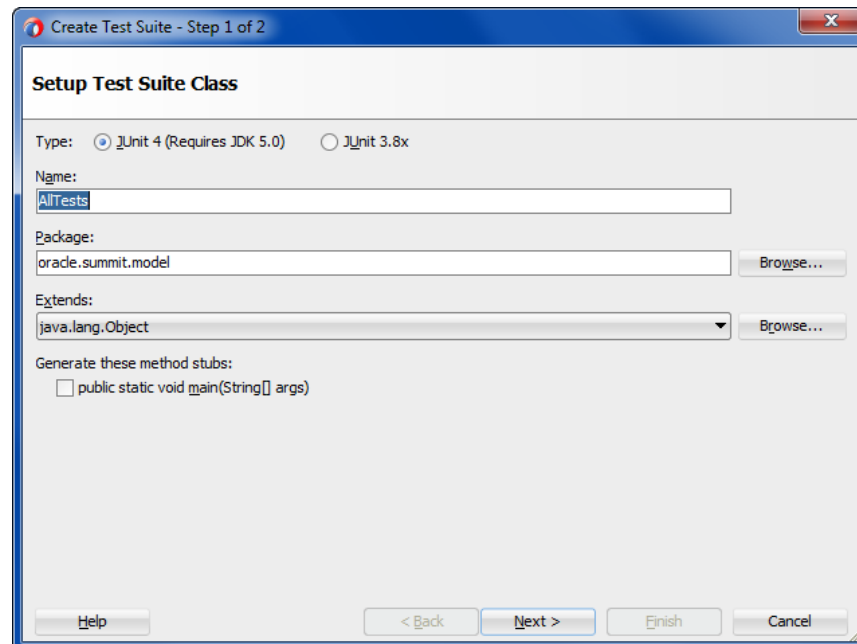 Create Test Suite - Step 1 of 2
Setup Test Suite Class
Type: JUnit 4 (Requires JDK 5.0) JUnit 3.8x
Name:
AllTests
Package:
oracle.summit.model Browse...
Extends:
java.lang.Object Browse...
Generate these method stubs:
public static void main(String[] args)
Help < Back Next > Finish Cancel